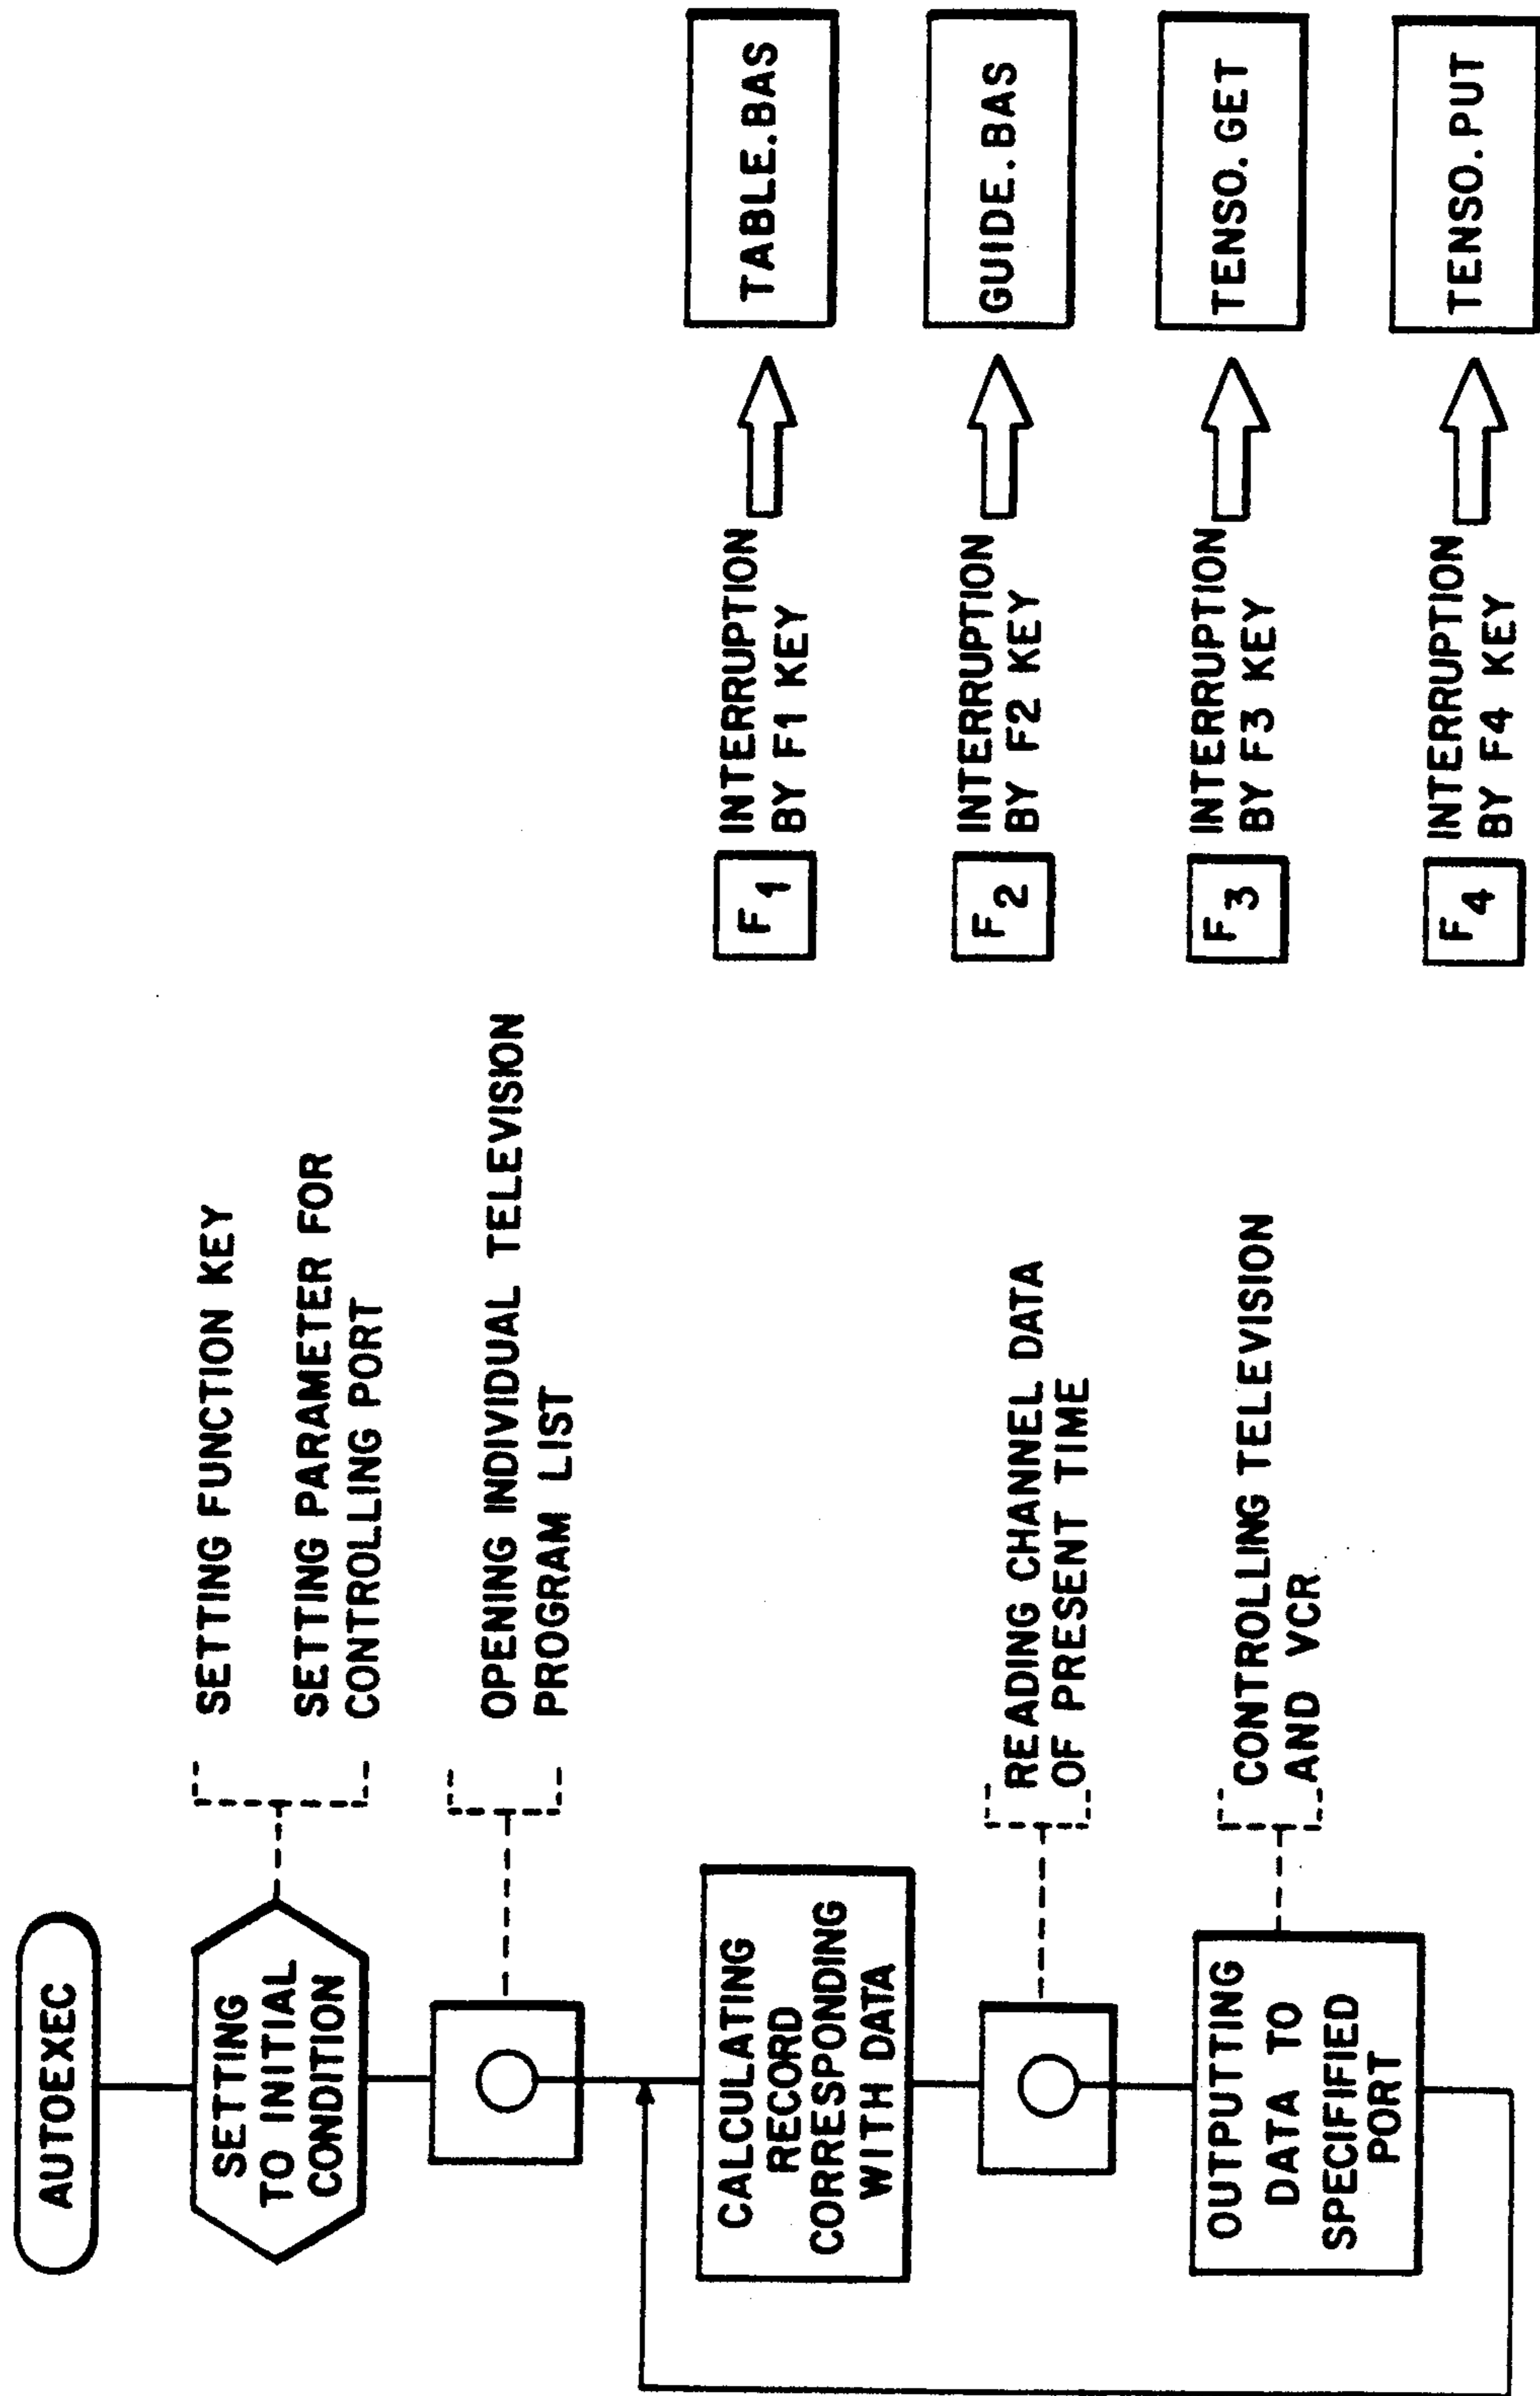 AUTOEXEC
SETTING
TO INITIAL
CONDITION
SETTING FUNCTION KEY
SETTING PARAMETER FOR
CONTROLLING PORT
OPENING INDIVIDUAL TELEVISION
PROGRAM LIST
CALCULATING
RECORD
CORRESPONDING
WITH DATA
READING CHANNEL DATA
OF PRESENT TIME
OUTPUTTING
DATA TO
SPECIFIED
PORT
CONTROLLING TELEVISION
AND VCR
F1
INTERRUPTION
BY F1 KEY
TABLE.BAS
F2
INTERRUPTION
BY F2 KEY
GUIDE.BAS
F3
INTERRUPTION
BY F3 KEY
TENSO.GET
F4
INTERRUPTION
BY F4 KEY
TENSO.PUT